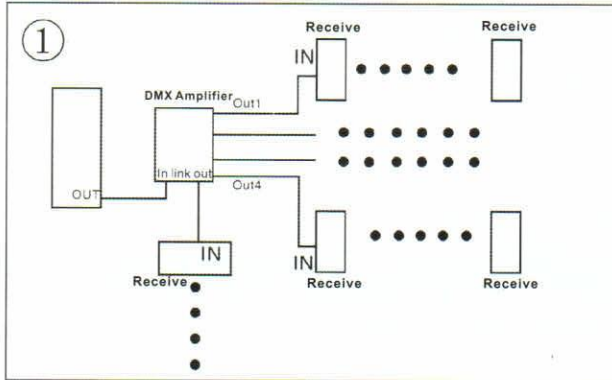 ①
Receive
Receive
IN
DMX Amplifier
Out1
OUT
In link out
Out4
IN
Receive
IN
Receive
Receive